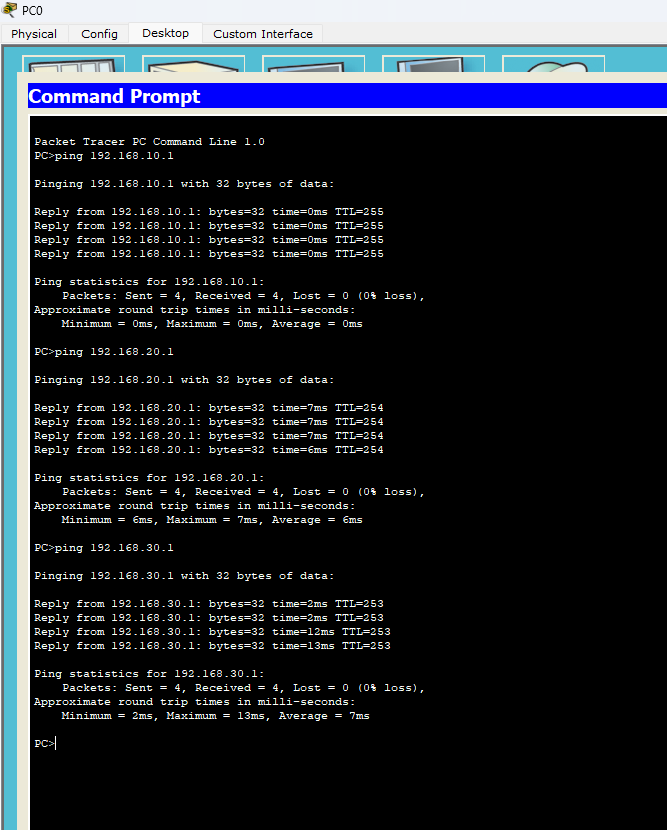 PC0
Physical Config Desktop Custom Interface
Command Prompt
Packet Tracer PC Command Line 1.0
PC>ping 192.168.10.1
Pinging 192.168.10.1 with 32 bytes of data:
Reply from 192.168.10.1: bytes=32 time=0ms TTL=255
Reply from 192.168.10.1: bytes=32 time=0ms TTL=255
Reply from 192.168.10.1: bytes=32 time=0ms TTL=255
Reply from 192.168.10.1: bytes=32 time=0ms TTL=255
Ping statistics for 192.168.10.1:
    Packets: Sent = 4, Received = 4, Lost = 0 (0% loss),
Approximate round trip times in milli-seconds:
    Minimum = 0ms, Maximum = 0ms, Average = 0ms
PC>ping 192.168.20.1
Pinging 192.168.20.1 with 32 bytes of data:
Reply from 192.168.20.1: bytes=32 time=7ms TTL=254
Reply from 192.168.20.1: bytes=32 time=7ms TTL=254
Reply from 192.168.20.1: bytes=32 time=7ms TTL=254
Reply from 192.168.20.1: bytes=32 time=6ms TTL=254
Ping statistics for 192.168.20.1:
    Packets: Sent = 4, Received = 4, Lost = 0 (0% loss),
Approximate round trip times in milli-seconds:
    Minimum = 6ms, Maximum = 7ms, Average = 6ms
PC>ping 192.168.30.1
Pinging 192.168.30.1 with 32 bytes of data:
Reply from 192.168.30.1: bytes=32 time=2ms TTL=253
Reply from 192.168.30.1: bytes=32 time=2ms TTL=253
Reply from 192.168.30.1: bytes=32 time=12ms TTL=253
Reply from 192.168.30.1: bytes=32 time=13ms TTL=253
Ping statistics for 192.168.30.1:
    Packets: Sent = 4, Received = 4, Lost = 0 (0% loss),
Approximate round trip times in milli-seconds:
    Minimum = 2ms, Maximum = 13ms, Average = 7ms
PC>